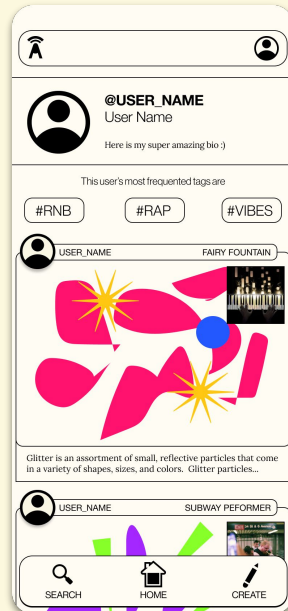 @USER_NAME
User Name
Here is my super amazing bio :)
This user's most frequented tags are
#RNB #RAP #VIBES
USER_NAME FAIRY FOUNTAIN
Glitter is an assortment of small, reflective particles that come
in a variety of shapes, sizes, and colors. Glitter particles...
USER_NAME SUBWAY PEFORMER
SEARCH HOME CREATE